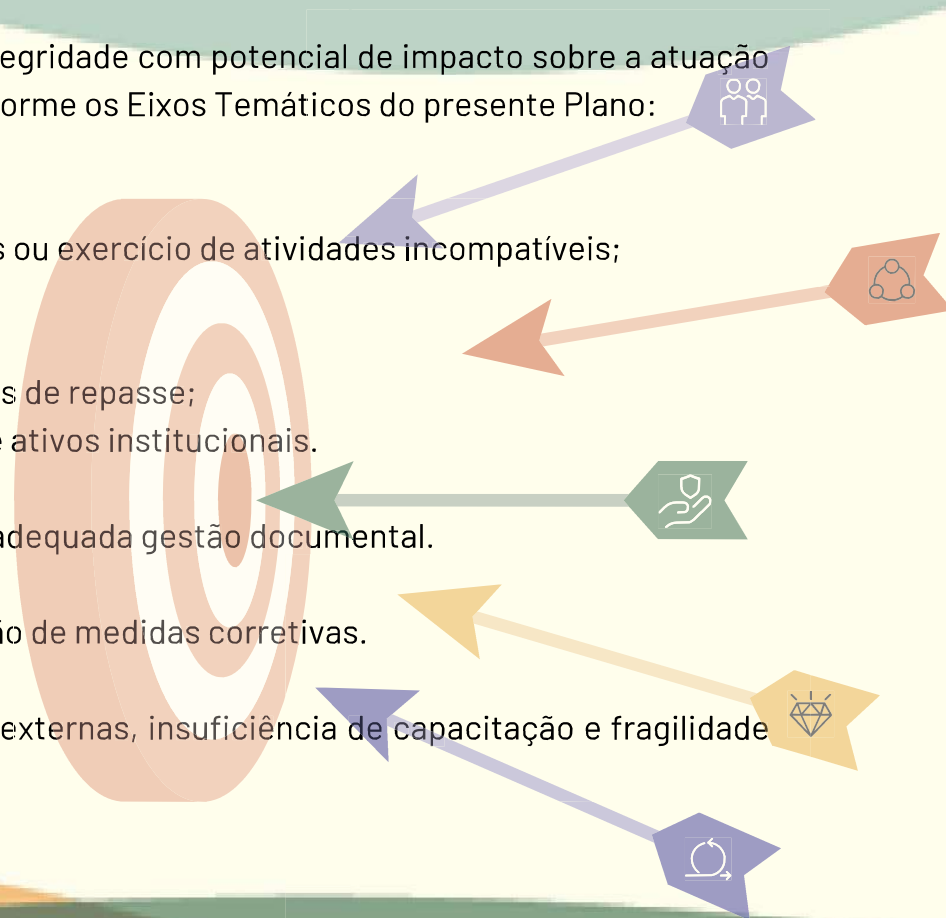 egridade com potencial de impacto sobre a atuação
orme os Eixos Temáticos do presente Plano:
s ou exercício de atividades incompatíveis;
s de repasse;
e ativos institucionais.
adequada gestão documental.
ão de medidas corretivas.
externas, insuficiência de capacitação e fragilidade